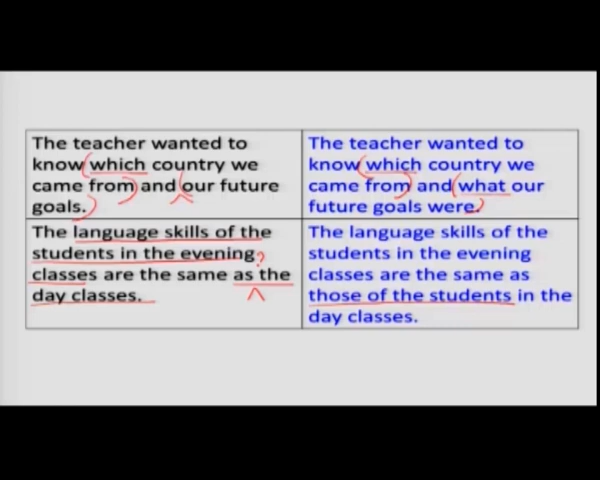 The teacher wanted to
know which country we
came from and our future
goals.
The teacher wanted to
know which country we
came from and what our
future goals were.
The language skills of the
students in the evening ?
classes are the same as the
day classes.
The language skills of the
students in the evening
classes are the same as
those of the students in the
day classes.